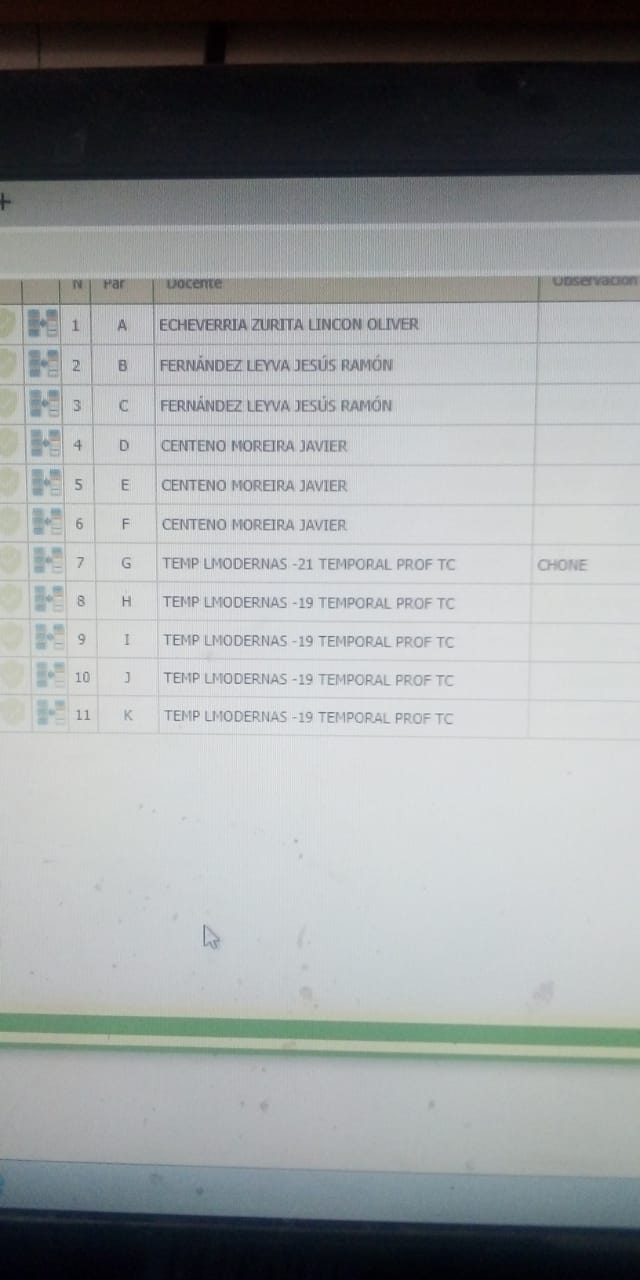 +
N Par Docente Observación
1 A ECHEVERRIA ZURITA LINCON OLIVER
2 B FERNÁNDEZ LEYVA JESÚS RAMÓN
3 C FERNÁNDEZ LEYVA JESÚS RAMÓN
4 D CENTENO MOREIRA JAVIER
5 E CENTENO MOREIRA JAVIER
6 F CENTENO MOREIRA JAVIER
7 G TEMP LMODERNAS -21 TEMPORAL PROF TC CHONE
8 H TEMP LMODERNAS -19 TEMPORAL PROF TC
9 I TEMP LMODERNAS -19 TEMPORAL PROF TC
10 J TEMP LMODERNAS -19 TEMPORAL PROF TC
11 K TEMP LMODERNAS -19 TEMPORAL PROF TC